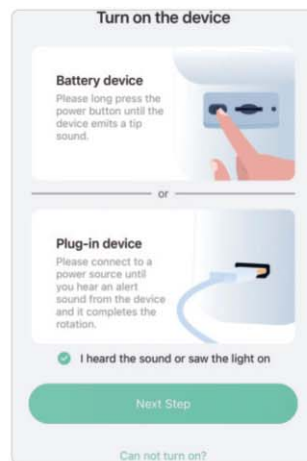 Turn on the device
Battery device
Please long press the
power button until the
device emits a tip
sound.
or
Plug-in device
Please connect to a
power source until
you hear an alert
sound from the device
and it completes the
rotation.
I heard the sound or saw the light on
Next Step
Can not turn on?